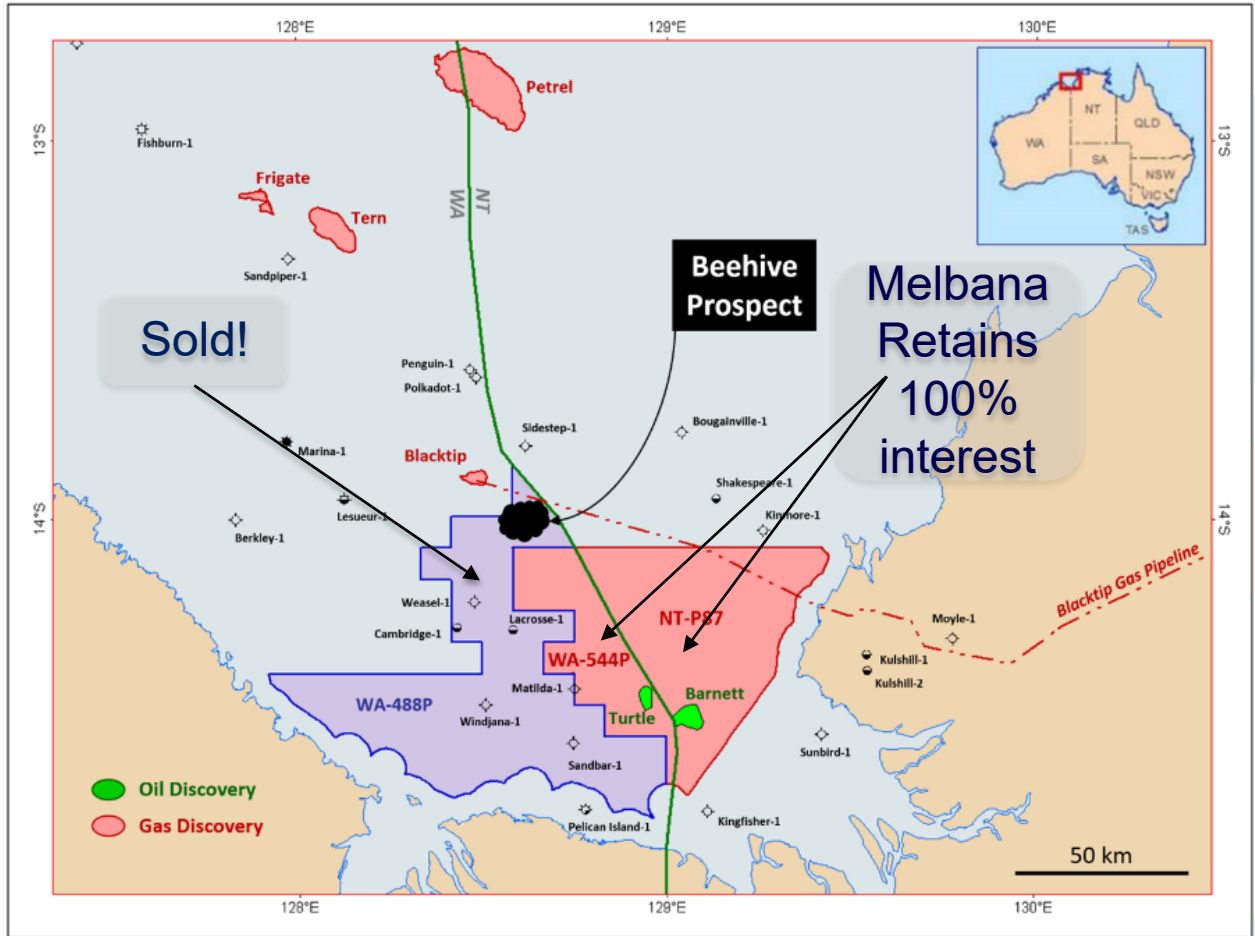 128°E
129°E
130°E
Petrel
13°S
13°S
Fishburn-1
Frigate
Tern
NT
WA
Sandpiper-1
NT
QLD
WA
SA
NSW
VIC
TAS
Beehive
Prospect
Melbana
Retains
100%
interest
Sold!
Penguin-1
Polkadot-1
Sidestep-1
Bougainville-1
Marina-1
Blacktip
Shakespeare-1
Lesueur-1
Kinmore-1
14°S
14°S
Berkley-1
Blacktip Gas Pipeline
Weasel-1
Lacrosse-1
NT-P87
Moyle-1
Cambridge-1
WA-544P
Kulshill-1
Kulshill-2
Matilda-1
Barnett
WA-488P
Windjana-1
Turtle
Sandbar-1
Sunbird-1
Oil Discovery
Gas Discovery
Pelican Island-1
Kingfisher-1
50 km
128°E
129°E
130°E